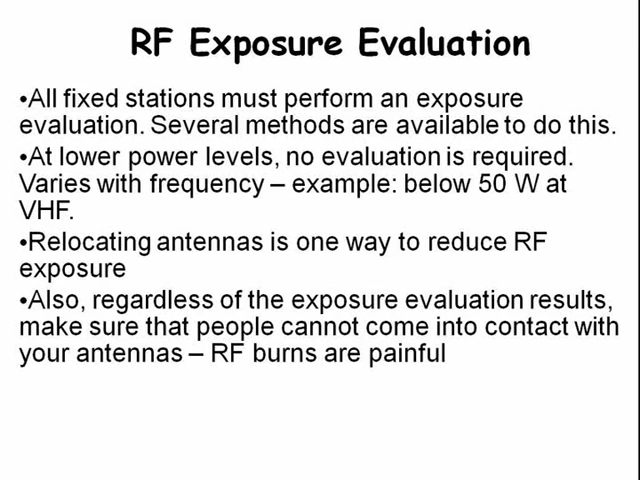 RF Exposure Evaluation
•All fixed stations must perform an exposure
evaluation. Several methods are available to do this.
•At lower power levels, no evaluation is required.
Varies with frequency – example: below 50 W at
VHF.
•Relocating antennas is one way to reduce RF
exposure
•Also, regardless of the exposure evaluation results,
make sure that people cannot come into contact with
your antennas – RF burns are painful